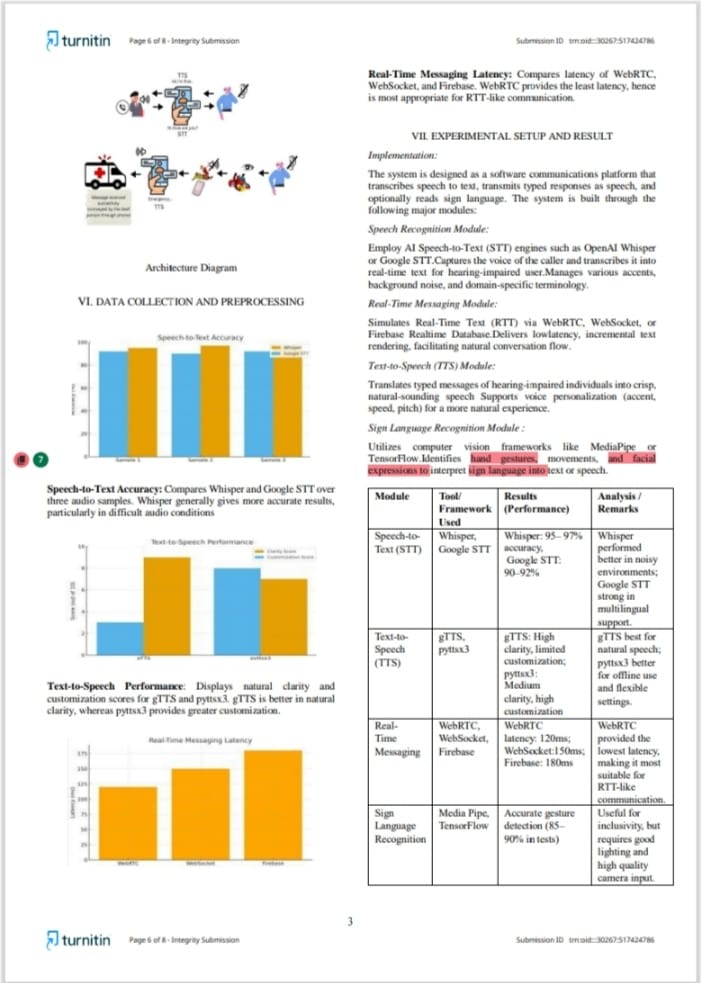 turnitin
Page 6 of 8 - Integrity Submission
Submission ID trn:oid:::30267:517424786
TTS
STT
Emergency..
TTS
Architecture Diagram
VI. DATA COLLECTION AND PREPROCESSING
Speech-to-Text Accuracy
Whisper
Google STT
100
80
60
40
20
0
Sample 1
Sample 2
Sample 3
7
Speech-to-Text Accuracy: Compares Whisper and Google STT over
three audio samples. Whisper generally gives more accurate results,
particularly in difficult audio conditions
Text-to-Speech Performance
Clarity Score
Customization Score
Score (out of 10)
10
8
6
4
2
0
gTTS
pyttsx3
Text-to-Speech Performance: Displays natural clarity and
customization scores for gTTS and pyttsx3. gTTS is better in natural
clarity, whereas pyttsx3 provides greater customization.
Real-Time Messaging Latency
Latency (ms)
175
150
125
100
75
50
25
0
WebRTC
WebSocket
Firebase
Real-Time Messaging Latency: Compares latency of WebRTC,
WebSocket, and Firebase. WebRTC provides the least latency, hence
is most appropriate for RTT-like communication.
VII. EXPERIMENTAL SETUP AND RESULT
Implementation:
The system is designed as a software communications platform that
transcribes speech to text, transmits typed responses as speech, and
optionally reads sign language. The system is built through the
following major modules:
Speech Recognition Module:
Employ AI Speech-to-Text (STT) engines such as OpenAI Whisper
or Google STT.Captures the voice of the caller and transcribes it into
real-time text for hearing-impaired user.Manages various accents,
background noise, and domain-specific terminology.
Real-Time Messaging Module:
Simulates Real-Time Text (RTT) via WebRTC, WebSocket, or
Firebase Realtime Database.Delivers lowlatency, incremental text
rendering, facilitating natural conversation flow.
Text-to-Speech (TTS) Module:
Translates typed messages of hearing-impaired individuals into crisp,
natural-sounding speech Supports voice personalization (accent,
speed, pitch) for a more natural experience.
Sign Language Recognition Module :
Utilizes computer vision frameworks like MediaPipe or
TensorFlow.Identifies hand gestures, movements, and facial
expressions to interpret sign language into text or speech.
Module
Tool/
Framework
Used
Results
(Performance)
Analysis /
Remarks
Speech-to-
Text (STT)
Whisper,
Google STT
Whisper: 95–97%
accuracy,
Google STT:
90–92%
Whisper
performed
better in noisy
environments;
Google STT
strong in
multilingual
support.
Text-to-
Speech
(TTS)
gTTS,
pyttsx3
gTTS: High
clarity, limited
customization;
pyttsx3:
Medium
clarity, high
customization
gTTS best for
natural speech;
pyttsx3 better
for offline use
and flexible
settings.
Real-
Time
Messaging
WebRTC,
WebSocket,
Firebase
WebRTC
latency: 120ms;
WebSocket:150ms;
Firebase: 180ms
WebRTC
provided the
lowest latency,
making it most
suitable for
RTT-like
communication.
Sign
Language
Recognition
Media Pipe,
TensorFlow
Accurate gesture
detection (85–
90% in tests)
Useful for
inclusivity, but
requires good
lighting and
high quality
camera input.
3
turnitin
Page 6 of 8 - Integrity Submission
Submission ID trn:oid:::30267:517424786